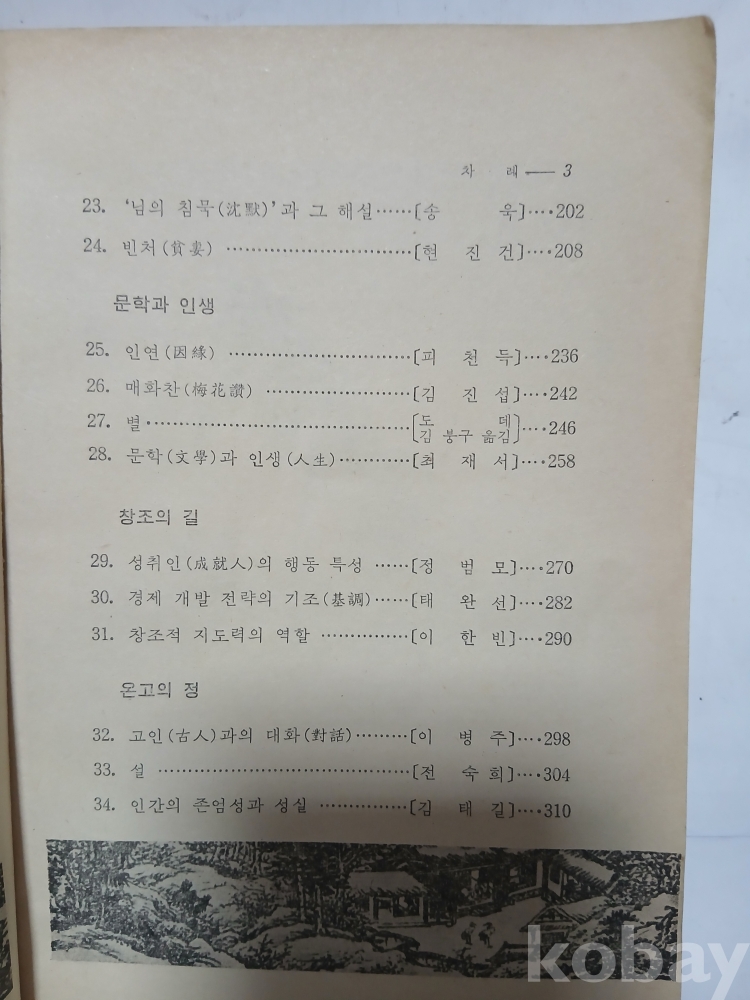 차 례 — 3
23. '님의 침묵(沈默)'과 그 해설……[송 욱]‥‥202
24. 빈처(貧妻) …………………………[현 진 건]‥‥208
문학과 인생
25. 인연(因緣) …………………………[피 천 득]‥‥236
26. 매화찬(梅花讚) ……………………[김 진 섭]‥‥242
27. 별……………………………………[도 데 김 붕구 옮김]‥‥246
28. 문학(文學)과 인생(人生)…………[최 재 서]‥‥258
창조의 길
29. 성취인(成就人)의 행동 특성 ……[정 범 모]‥‥270
30. 경제 개발 전략의 기조(基調)……[태 완 선]‥‥282
31. 창조적 지도력의 역할 ……………[이 한 빈]‥‥290
온고의 정
32. 고인(古人)과의 대화(對話)………[이 병 주]‥‥298
33. 설 ……………………………………[전 숙 희]‥‥304
34. 인간의 존엄성과 성실 ……………[김 태 길]‥‥310
kobay